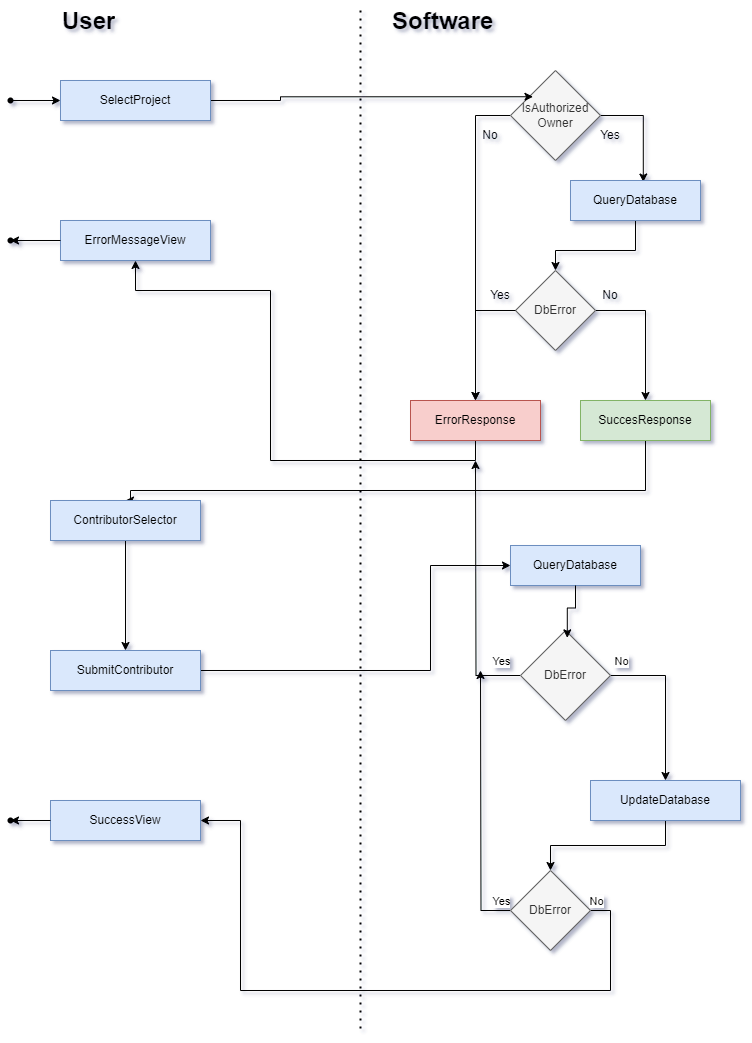 User
Software
SelectProject
IsAuthorized
Owner
No
Yes
QueryDatabase
ErrorMessageView
Yes
No
DbError
ErrorResponse
SuccesResponse
ContributorSelector
QueryDatabase
SubmitContributor
Yes
No
DbError
UpdateDatabase
SuccessView
Yes
No
DbError